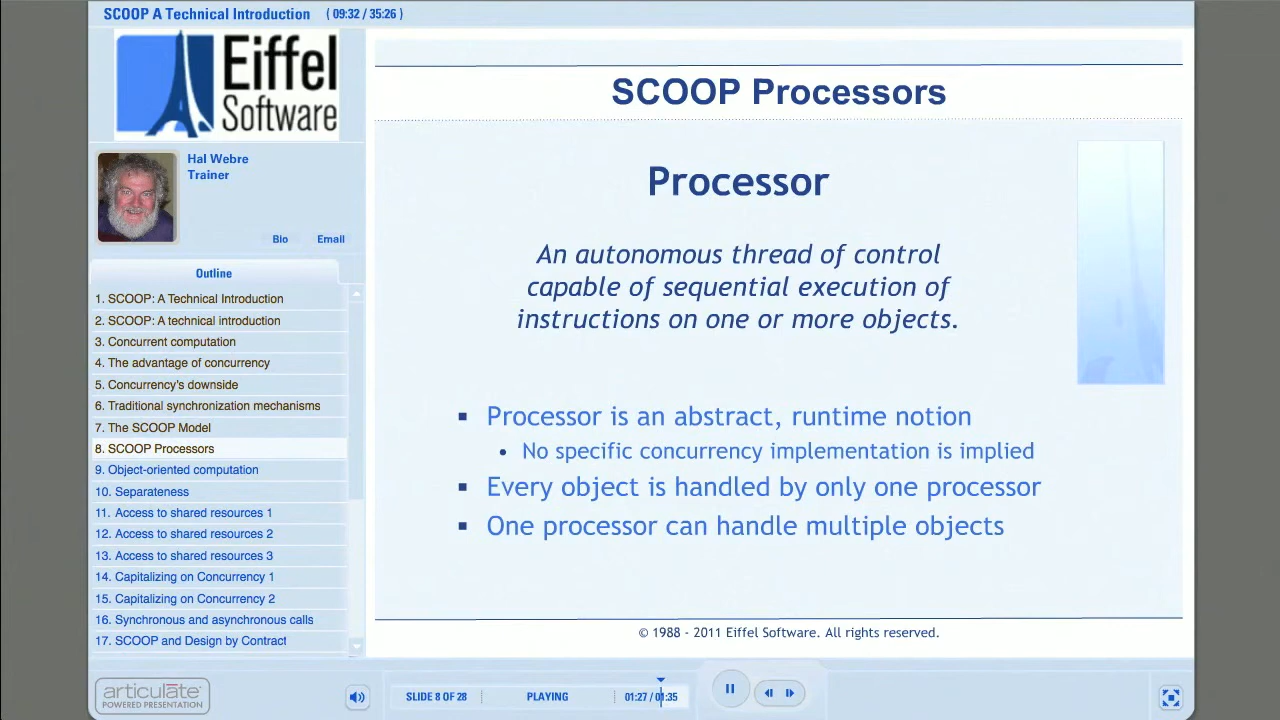 SCOOP A Technical Introduction ( 09:32 / 35:26 )
Eiffel
Software
Hal Webre
Trainer
Bio Email
Outline
1. SCOOP: A Technical Introduction
2. SCOOP: A technical introduction
3. Concurrent computation
4. The advantage of concurrency
5. Concurrency's downside
6. Traditional synchronization mechanisms
7. The SCOOP Model
8. SCOOP Processors
9. Object-oriented computation
10. Separateness
11. Access to shared resources 1
12. Access to shared resources 2
13. Access to shared resources 3
14. Capitalizing on Concurrency 1
15. Capitalizing on Concurrency 2
16. Synchronous and asynchronous calls
17. SCOOP and Design by Contract
SCOOP Processors
Processor
An autonomous thread of control
capable of sequential execution of
instructions on one or more objects.
▪ Processor is an abstract, runtime notion
• No specific concurrency implementation is implied
▪ Every object is handled by only one processor
▪ One processor can handle multiple objects
© 1988 - 2011 Eiffel Software. All rights reserved.
articulate
POWERED PRESENTATION
SLIDE 8 OF 28 PLAYING 01:27 / 01:35